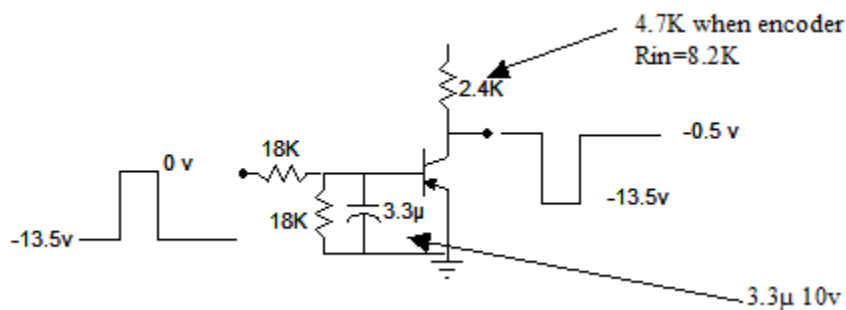 4.7K when encoder
Rin=8.2K
2.4K
18K
0 v
-0.5 v
18K
3.3µ
-13.5v
-13.5v
3.3µ 10v